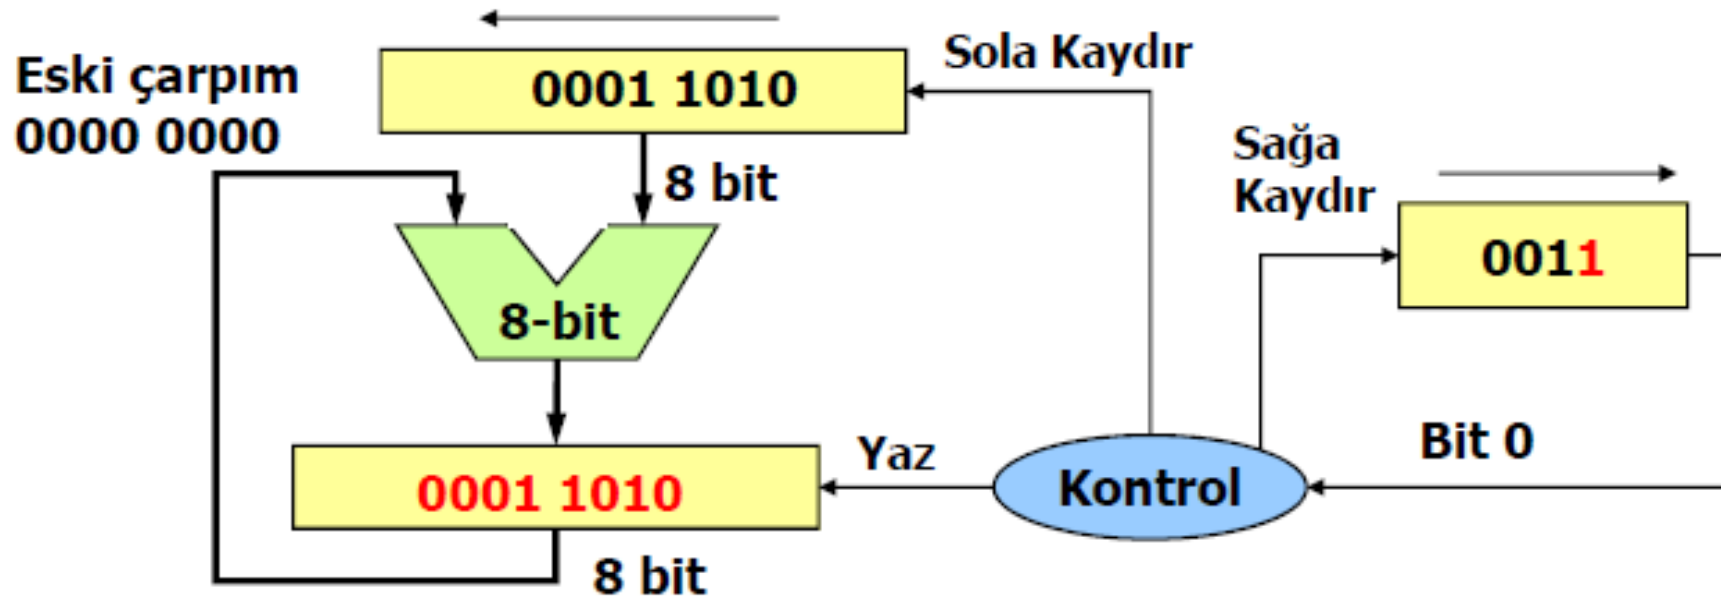 Eski çarpım
0000 0000
0001 1010
Sola Kaydır
8 bit
Sağa
Kaydır
0011
8-bit
Yaz
Kontrol
Bit 0
0001 1010
8 bit